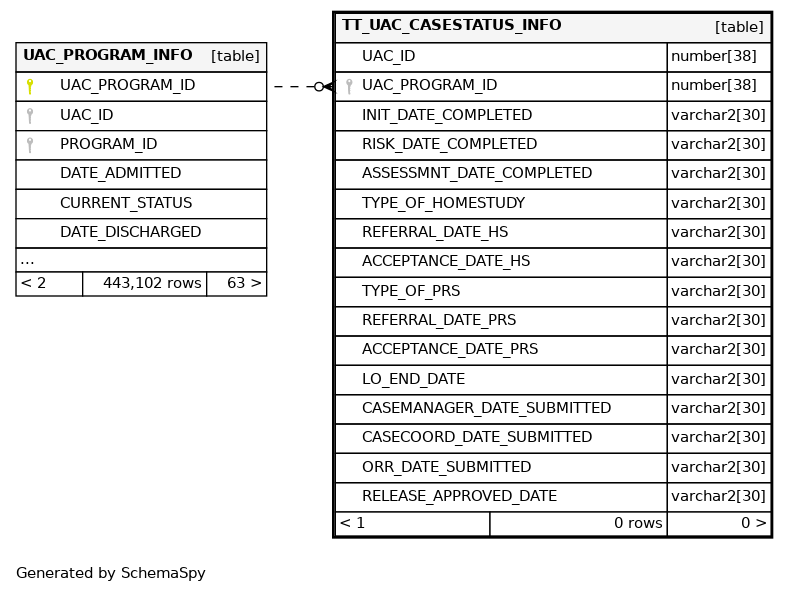 UAC_PROGRAM_INFO [table]
UAC_PROGRAM_ID
UAC_ID
PROGRAM_ID
DATE_ADMITTED
CURRENT_STATUS
DATE_DISCHARGED
...
< 2 443,102 rows 63 >
TT_UAC_CASESTATUS_INFO [table]
UAC_ID number[38]
UAC_PROGRAM_ID number[38]
INIT_DATE_COMPLETED varchar2[30]
RISK_DATE_COMPLETED varchar2[30]
ASSESSMNT_DATE_COMPLETED varchar2[30]
TYPE_OF_HOMESTUDY varchar2[30]
REFERRAL_DATE_HS varchar2[30]
ACCEPTANCE_DATE_HS varchar2[30]
TYPE_OF_PRS varchar2[30]
REFERRAL_DATE_PRS varchar2[30]
ACCEPTANCE_DATE_PRS varchar2[30]
LO_END_DATE varchar2[30]
CASEMANAGER_DATE_SUBMITTED varchar2[30]
CASECOORD_DATE_SUBMITTED varchar2[30]
ORR_DATE_SUBMITTED varchar2[30]
RELEASE_APPROVED_DATE varchar2[30]
< 1 0 rows 0 >
Generated by SchemaSpy